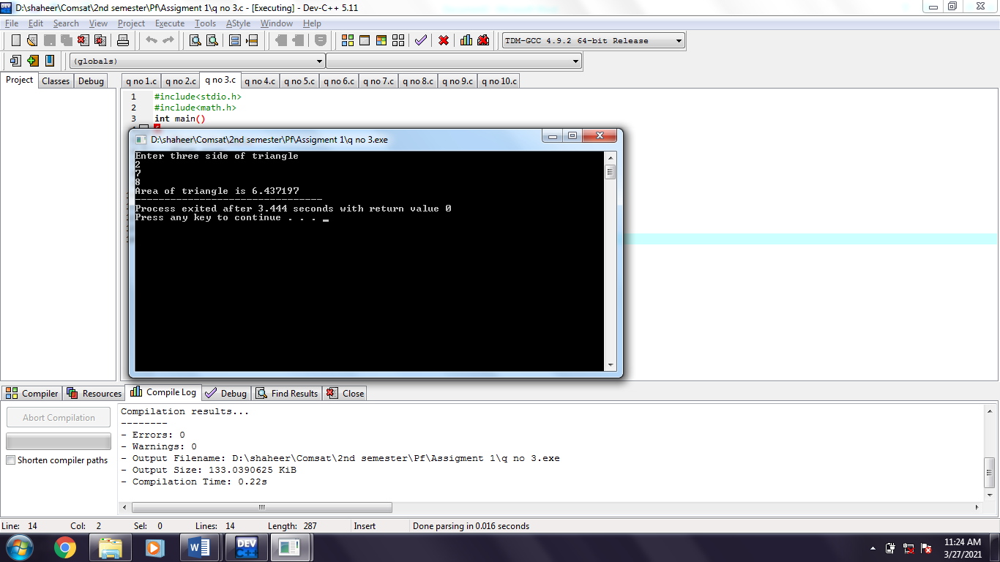 D:\shaheer\Comsat\2nd semester\Pf\Assigment 1\q no 3.c - [Executing] - Dev-C++ 5.11
File Edit Search View Project Execute Tools AStyle Window Help
TDM-GCC 4.9.2 64-bit Release
(globals)
Project Classes Debug
q no 1.c q no 2.c q no 3.c q no 4.c q no 5.c q no 6.c q no 7.c q no 8.c q no 9.c q no 10.c
1 #include<stdio.h>
2 #include<math.h>
3 int main()
D:\shaheer\Comsat\2nd semester\Pf\Assigment 1\q no 3.exe
Enter three side of triangle
2
7
8
Area of triangle is 6.437197
--------------------------------
Process exited after 3.444 seconds with return value 0
Press any key to continue . . . _
Compiler Resources Compile Log Debug Find Results Close
Abort Compilation
Shorten compiler paths
Compilation results...
--------
- Errors: 0
- Warnings: 0
- Output Filename: D:\shaheer\Comsat\2nd semester\Pf\Assigment 1\q no 3.exe
- Output Size: 133.0390625 KiB
- Compilation Time: 0.22s
Line: 14 Col: 2 Sel: 0 Lines: 14 Length: 287 Insert Done parsing in 0.016 seconds
DEV C++
11:24 AM
3/27/2021